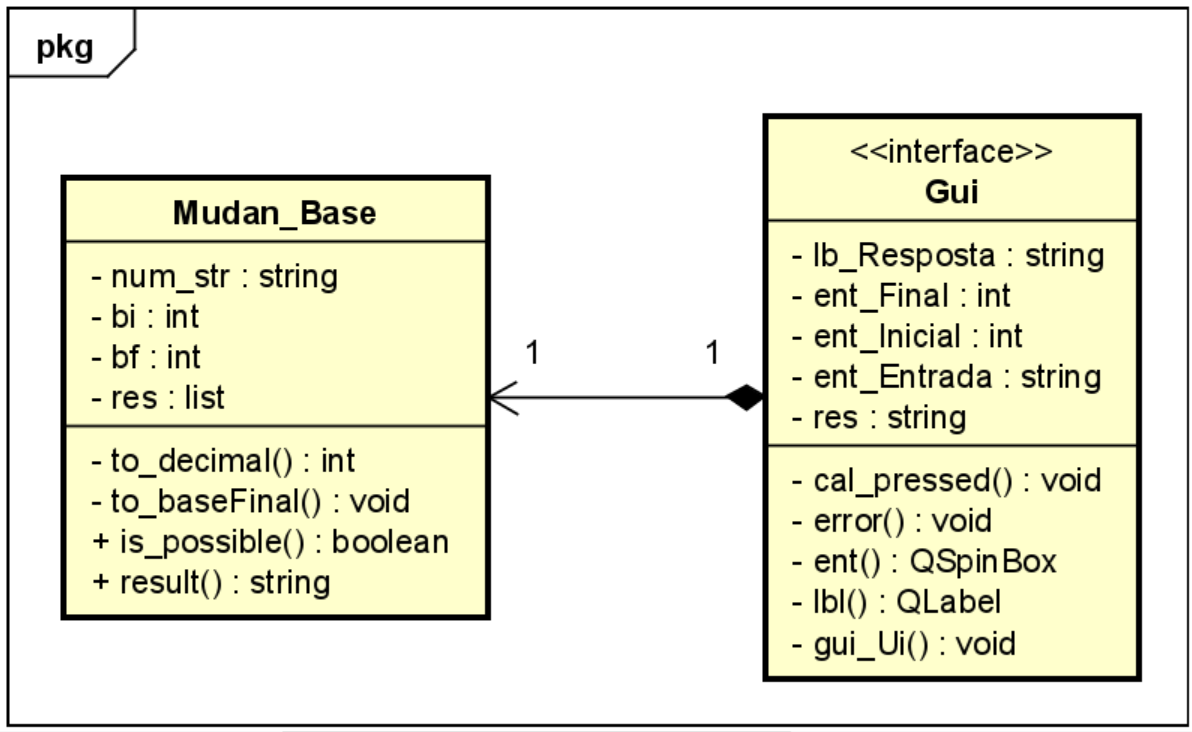 pkg
Mudan_Base
- num_str : string
- bi : int
- bf : int
- res : list
- to_decimal() : int
- to_baseFinal() : void
+ is_possible() : boolean
+ result() : string
1
1
<<interface>>
Gui
- lb_Resposta : string
- ent_Final : int
- ent_Inicial : int
- ent_Entrada : string
- res : string
- cal_pressed() : void
- error() : void
- ent() : QSpinBox
- lbl() : QLabel
- gui_Ui() : void